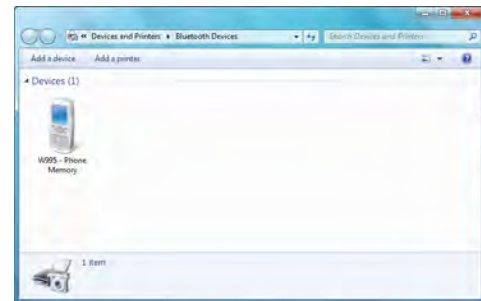 « Devices and Printers ▸ Bluetooth Devices
Search Devices and Printers
Add a device Add a printer
Devices (1)
W995 - Phone
Memory
1 item